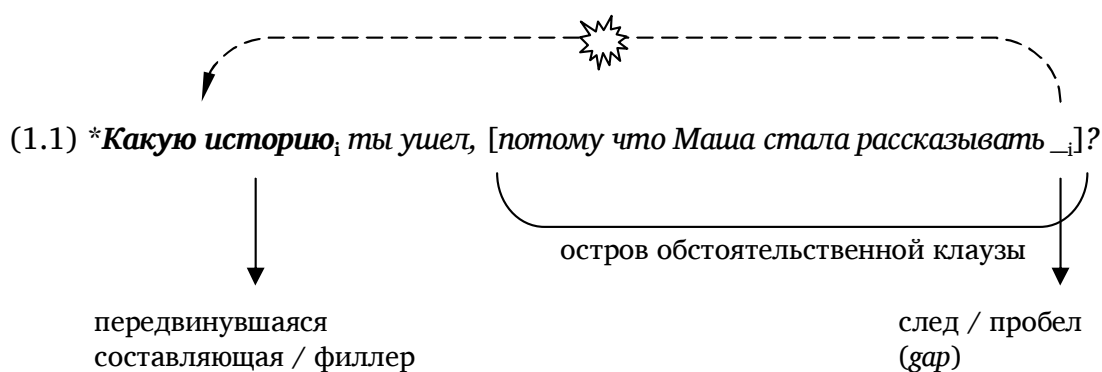 (1.1) *Какую историюᵢ ты ушел, [потому что Маша стала рассказывать _ᵢ]?
остров обстоятельственной клаузы
передвинувшаяся
составляющая / филлер
след / пробел
(gap)